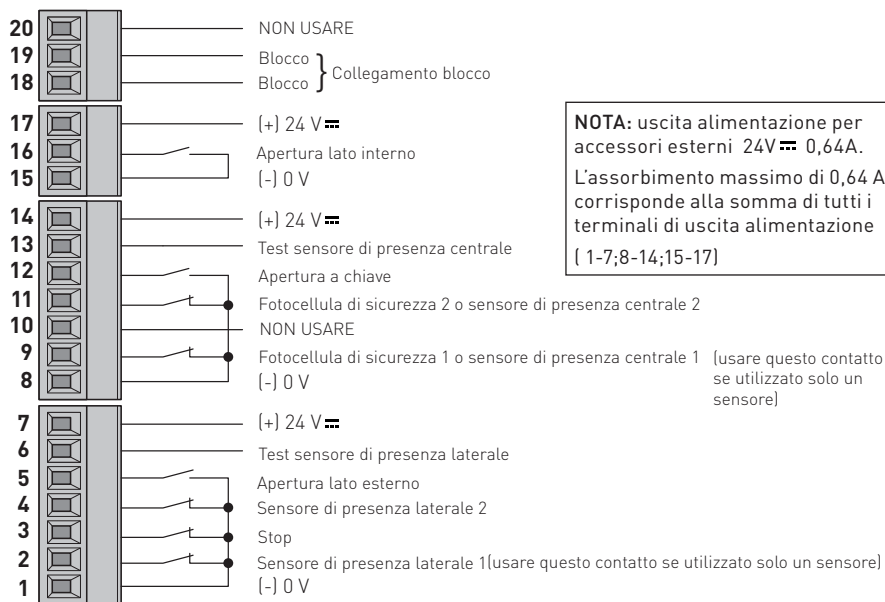 20 NON USARE
19 Blocco
18 Blocco
} Collegamento blocco
17 (+) 24 V
16 Apertura lato interno
15 (-) 0 V
14 (+) 24 V
13 Test sensore di presenza centrale
12 Apertura a chiave
11 Fotocellula di sicurezza 2 o sensore di presenza centrale 2
10 NON USARE
9 Fotocellula di sicurezza 1 o sensore di presenza centrale 1 (usare questo contatto
se utilizzato solo un
sensore)
8 (-) 0 V
7 (+) 24 V
6 Test sensore di presenza laterale
5 Apertura lato esterno
4 Sensore di presenza laterale 2
3 Stop
2 Sensore di presenza laterale 1(usare questo contatto se utilizzato solo un sensore)
1 (-) 0 V
NOTA: uscita alimentazione per
accessori esterni 24V 0,64A.
L'assorbimento massimo di 0,64 A
corrisponde alla somma di tutti i
terminali di uscita alimentazione
( 1-7;8-14;15-17)